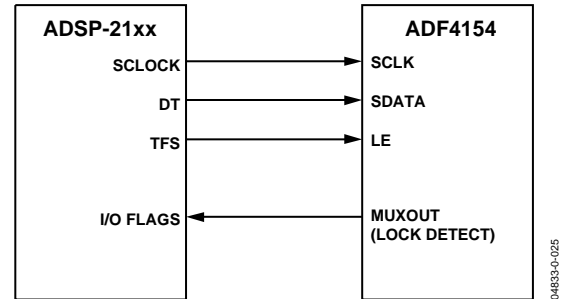 ADSP-21xx
ADF4154
SCLOCK
SCLK
DT
SDATA
TFS
LE
I/O FLAGS
MUXOUT
(LOCK DETECT)
04833-0-025